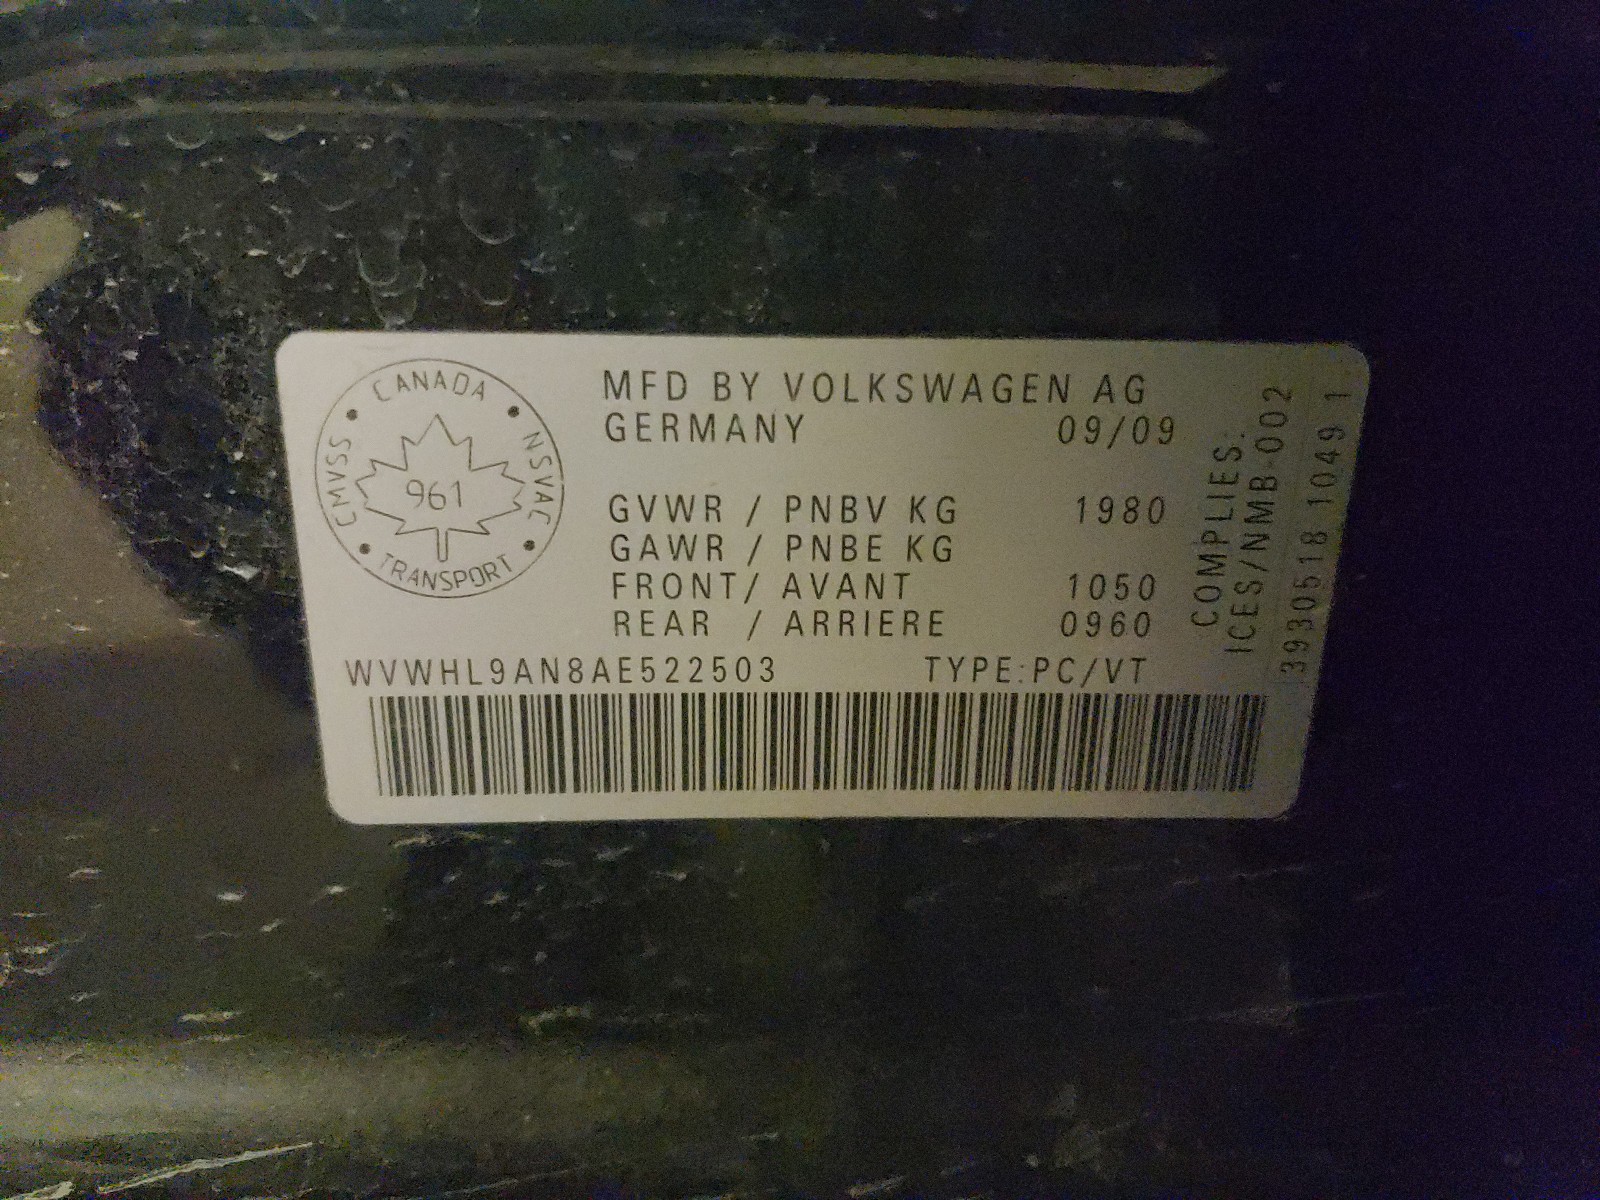 CANADA
CMVSS
NSVAC
961
TRANSPORT
MFD BY VOLKSWAGEN AG
GERMANY 09/09
GVWR / PNBV KG 1980
GAWR / PNBE KG
FRONT/ AVANT 1050
REAR / ARRIERE 0960
WVWHL9AN8AE522503 TYPE:PC/VT
COMPLIES:
ICES/NMB-002
3930518 1049 1